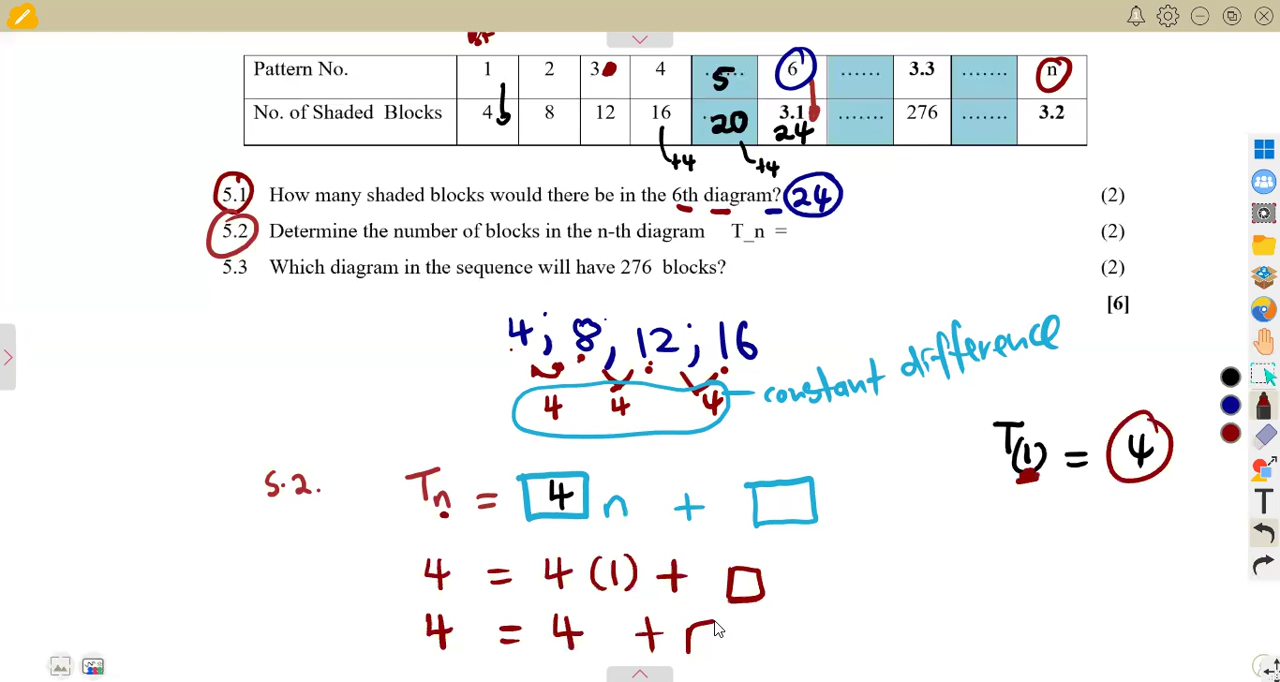 Pattern No. 1 2 3 4 ...5... 6 ...... 3.3 ....... n
No. of Shaded Blocks 4 8 12 16 20 3.1 24 ....... 276 ....... 3.2
+4 +4
5.1 How many shaded blocks would there be in the 6th diagram? 24 (2)
5.2 Determine the number of blocks in the n-th diagram T_n = (2)
5.3 Which diagram in the sequence will have 276 blocks? (2)
[6]
4; 8; 12; 16
4 4 4 constant difference
T(1) = 4
5.2. Tn = 4 n +
4 = 4 (1) +
4 = 4 +
T